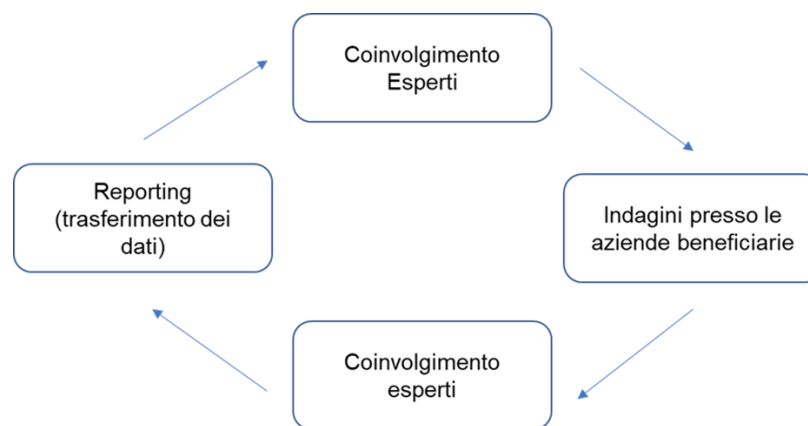 Coinvolgimento
Esperti
Reporting
(trasferimento dei
dati)
Indagini presso le
aziende beneficiarie
Coinvolgimento
esperti